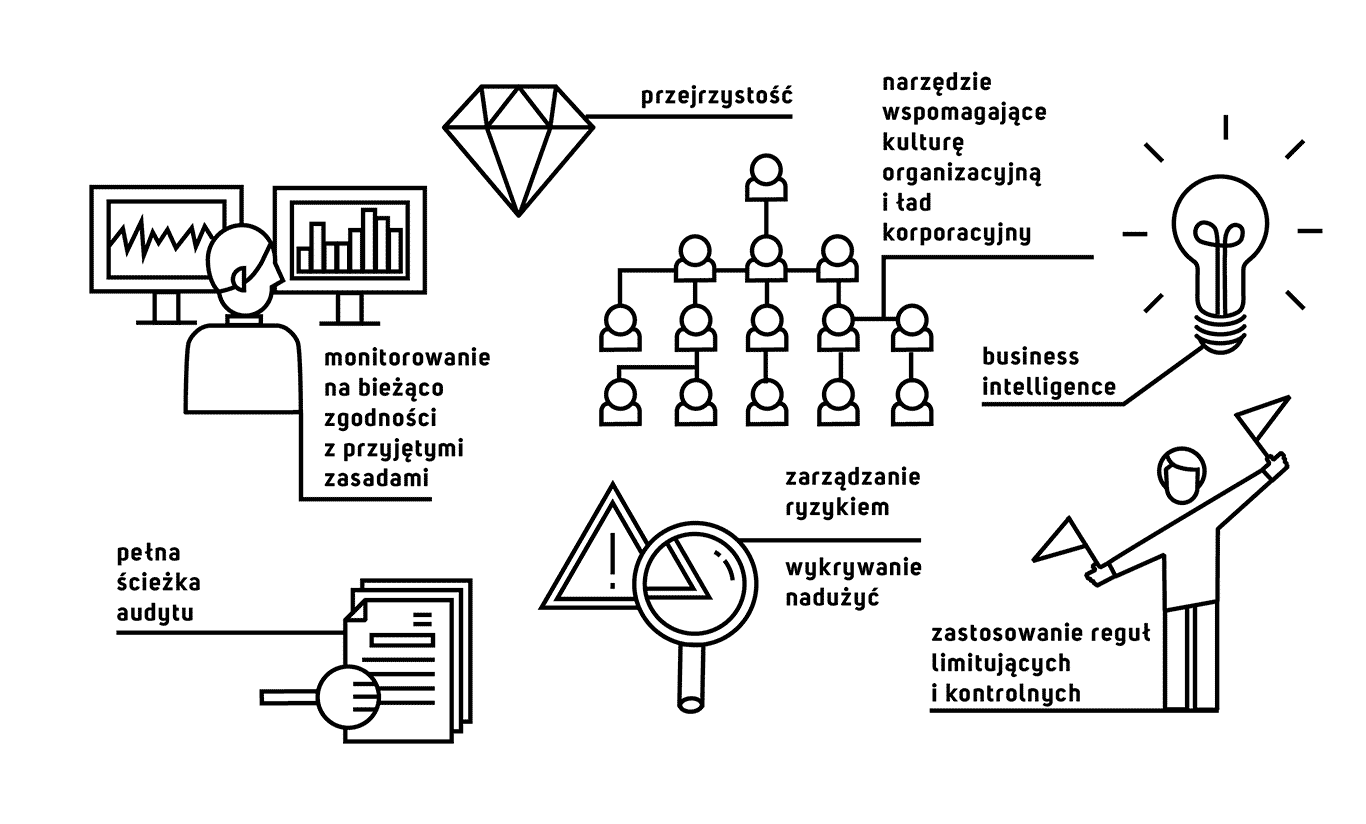 przejrzystość
narzędzie
wspomagające
kulturę
organizacyjną
i ład
korporacyjny
monitorowanie
na bieżąco
zgodności
z przyjętymi
zasadami
business
intelligence
zarządzanie
ryzykiem
wykrywanie
nadużyć
pełna
ścieżka
audytu
zastosowanie reguł
limitujących
i kontrolnych